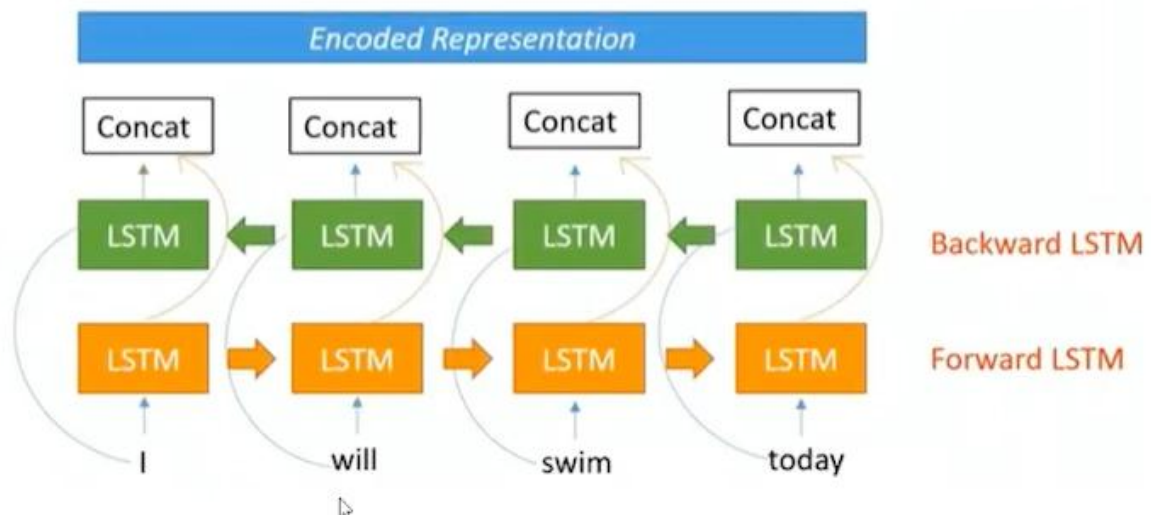 Encoded Representation
Concat Concat Concat Concat
LSTM LSTM LSTM LSTM Backward LSTM
LSTM LSTM LSTM LSTM Forward LSTM
I will swim today